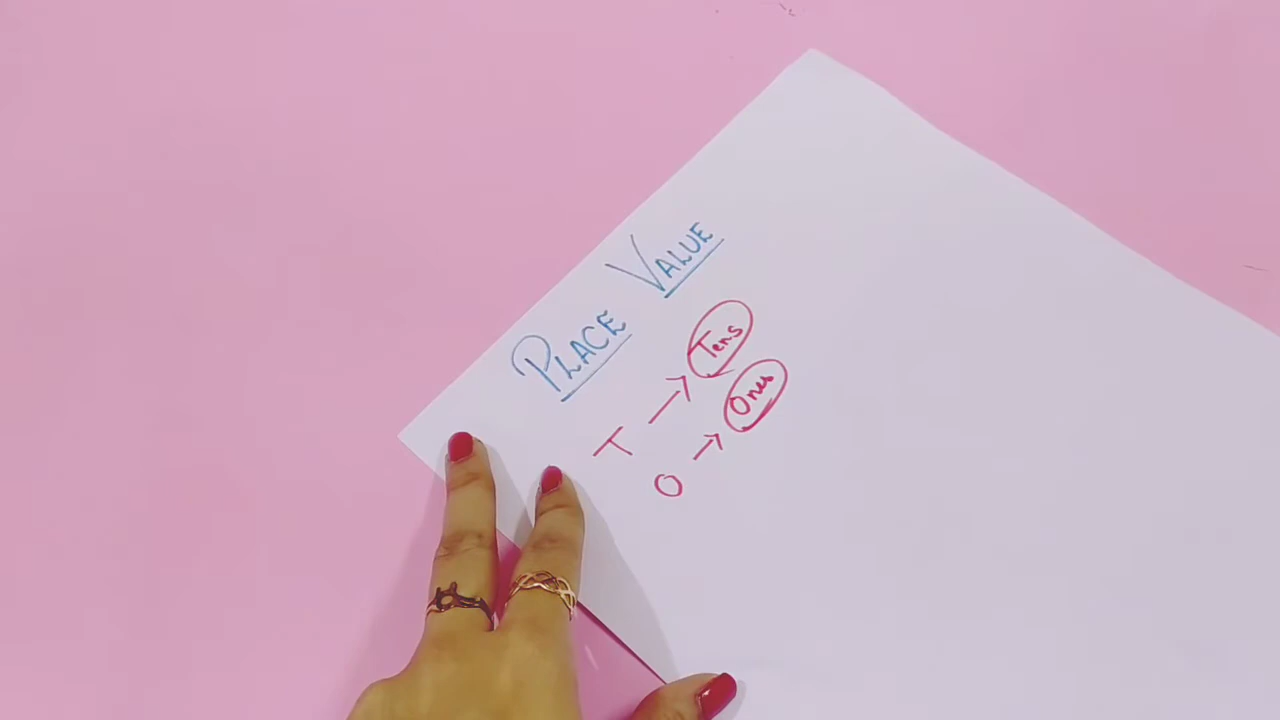 PLACE VALUE
T → Tens
O → Ones